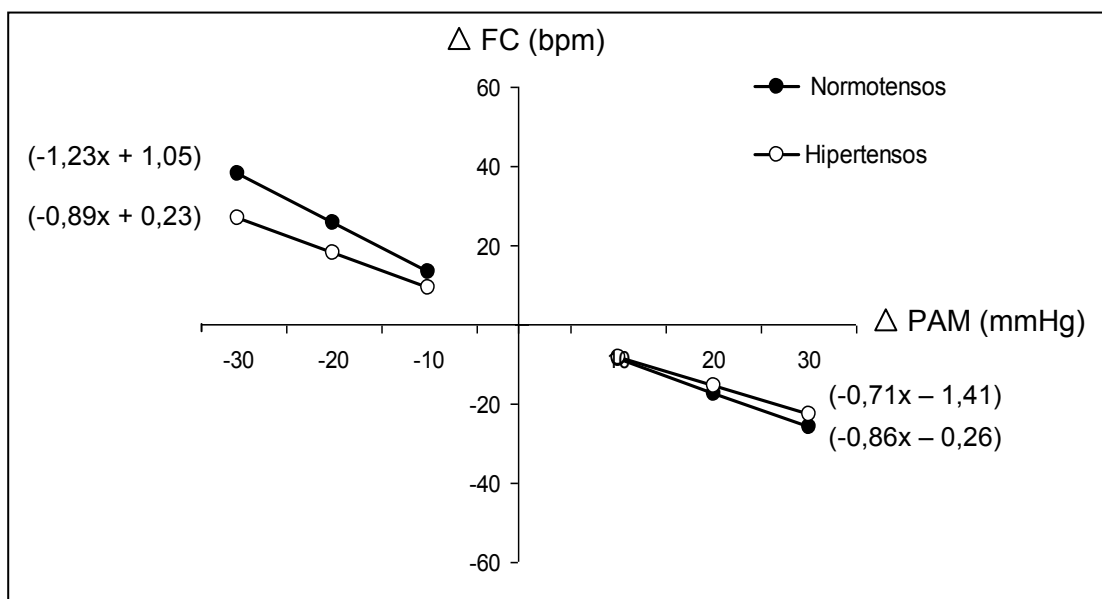 △ FC (bpm)
60
Normotensos
(-1,23x + 1,05)
40
Hipertensos
(-0,89x + 0,23)
20
△ PAM (mmHg)
-30 -20 -10 10 20 30
(-0,71x – 1,41)
-20
(-0,86x – 0,26)
-40
-60